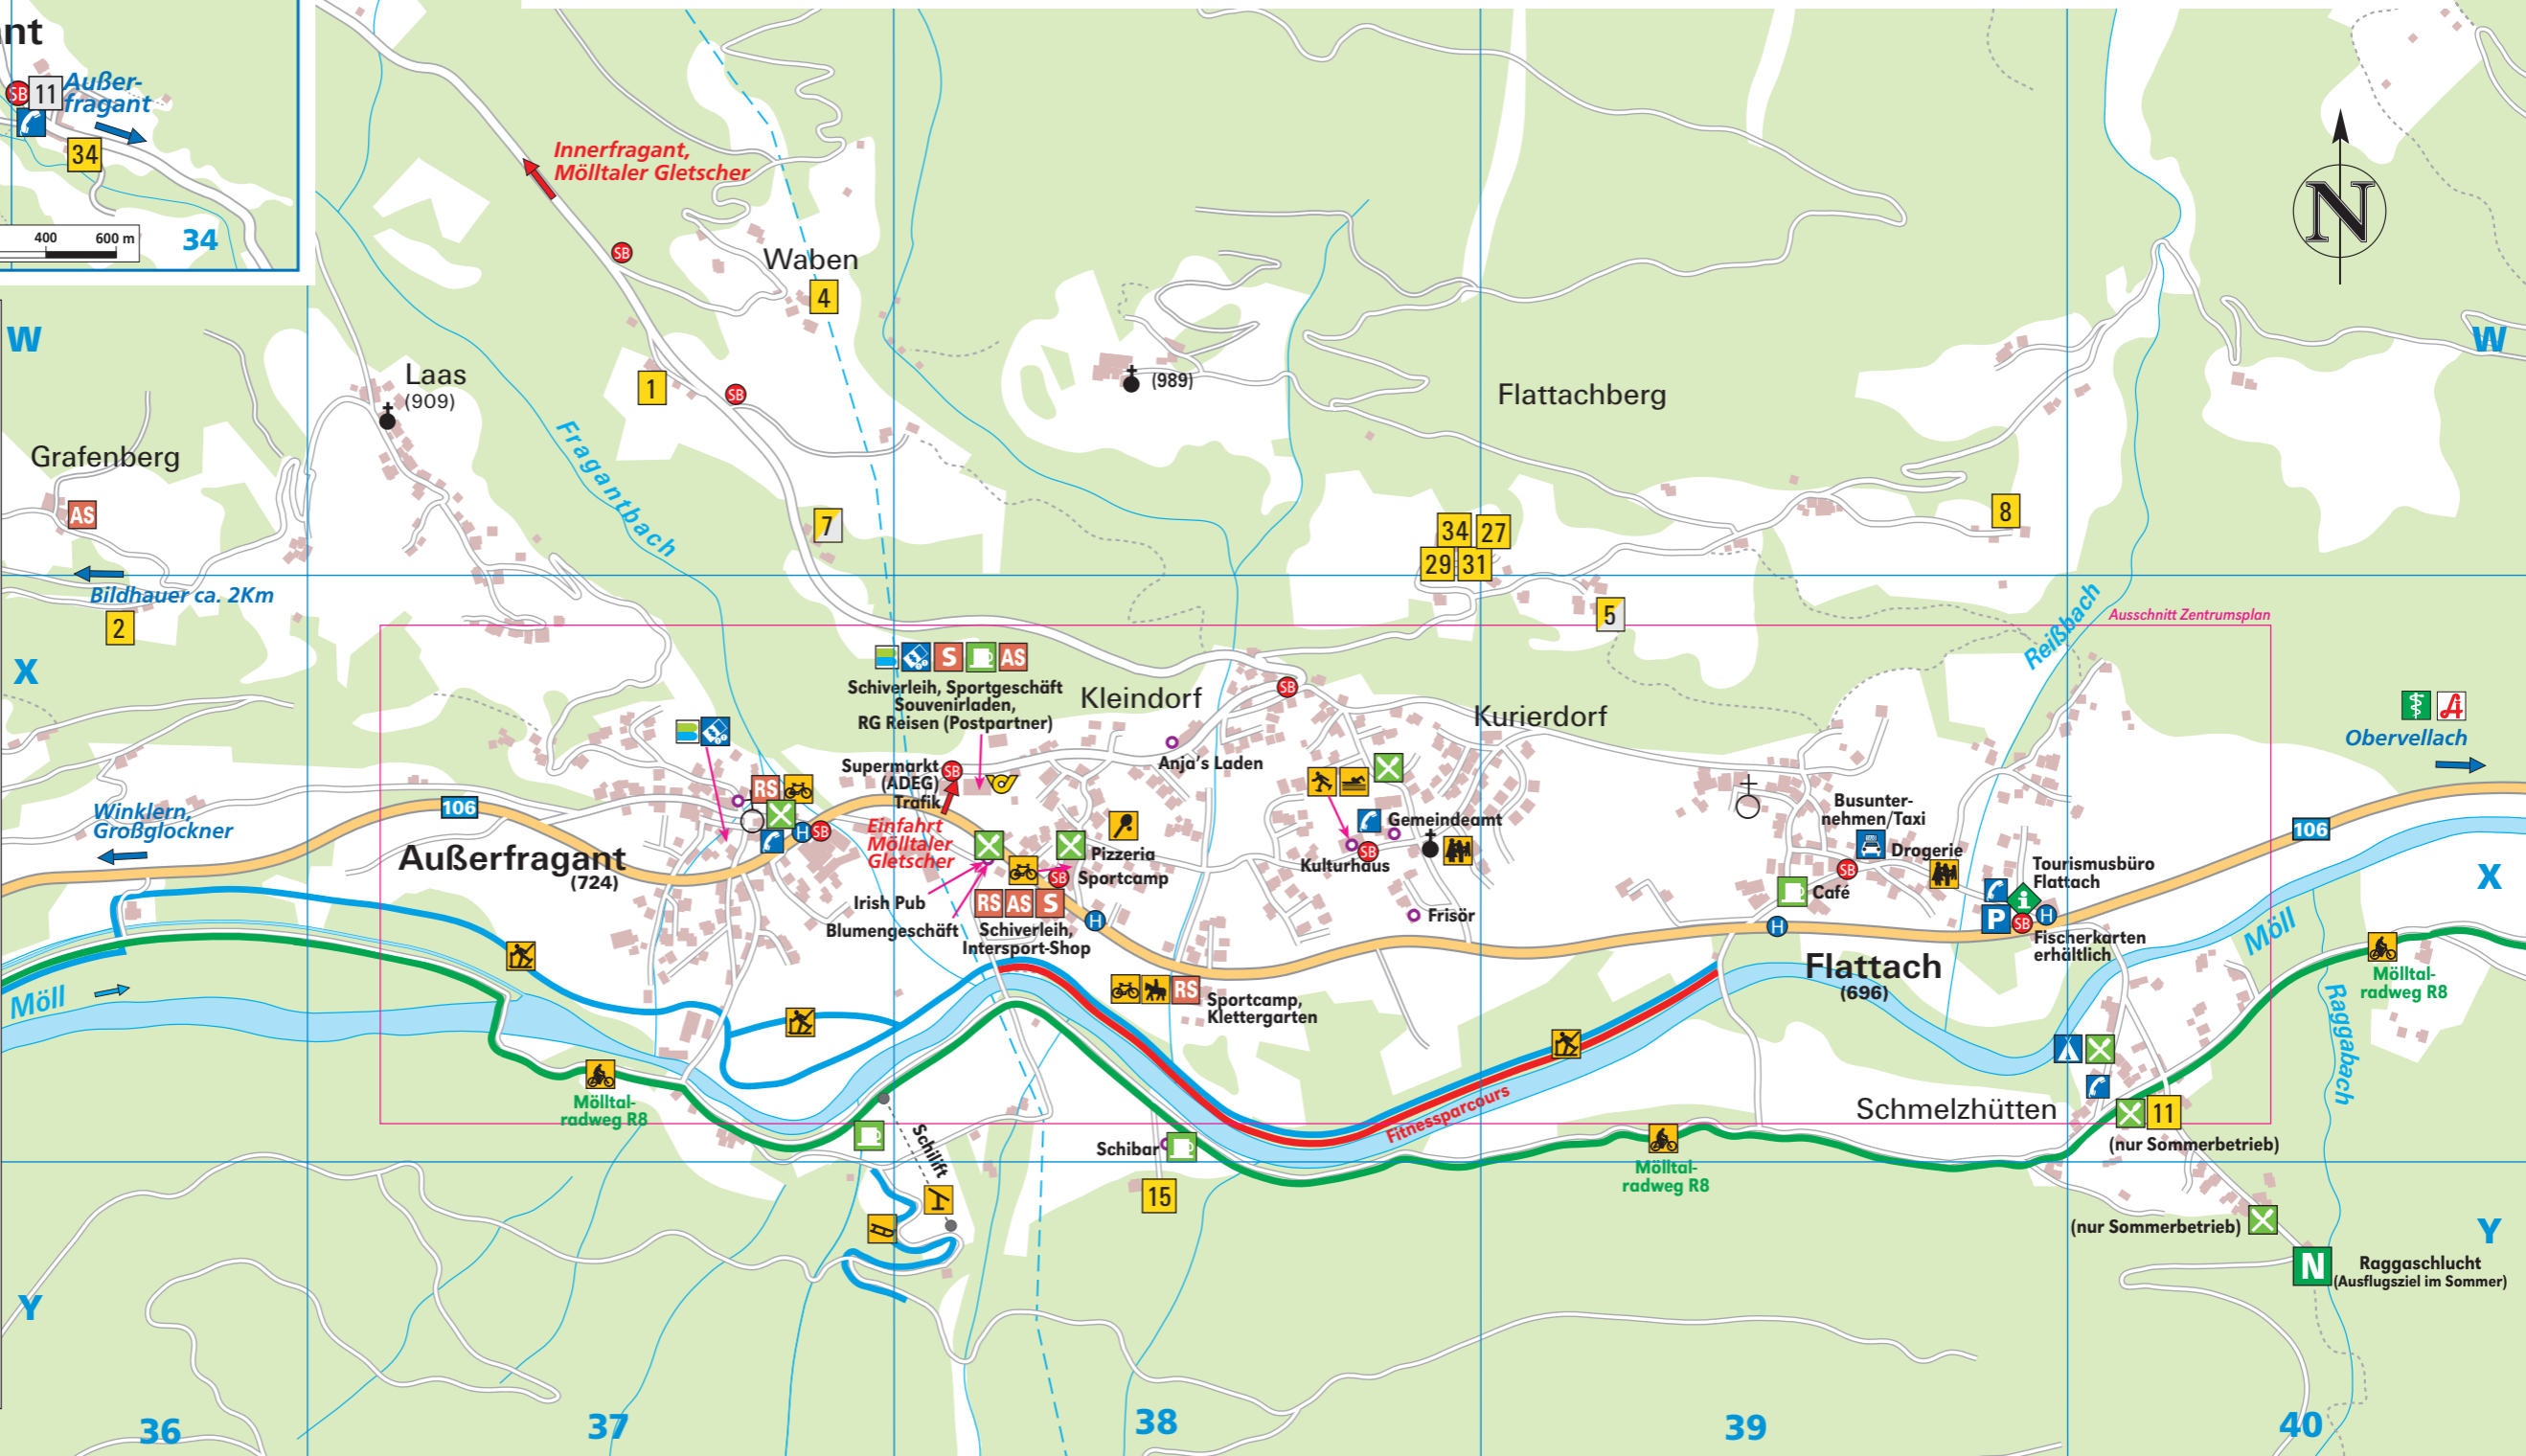 nt
SB
11
Außer-
fragant
34
400
600 m
34
Innerfragant,
Mölltaler Gletscher
SB
Waben
4
N
W
W
Laas
(909)
1
SB
(989)
Flattachberg
Grafenberg
AS
Fragantbach
7
34
27
29
31
8
Bildhauer ca. 2Km
2
5
Reißbach
Ausschnitt Zentrumsplan
X
S
AS
Schiverleih, Sportgeschäft
Souvenirladen,
RG Reisen (Postpartner)
Kleindorf
SB
Kurierdorf
Obervellach
Anja's Laden
Supermarkt
(ADEG)
SB
Trafik
RS
H
SB
106
Winklern,
Großglockner
Einfahrt
Mölltaler
Gletscher
Außerfragant
(724)
Pizzeria
SB
Sportcamp
Irish Pub
Blumengeschäft
RS
AS
S
Schiverleih,
Intersport-Shop
H
Gemeindeamt
SB
Kulturhaus
Frisör
Busunter-
nehmen/Taxi
TAXI
Drogerie
SB
Café
H
106
Tourismusbüro
Flattach
i
P
SB
H
Fischerkarten
erhältlich
X
Möll
Möll
Flattach
(696)
RS
Sportcamp,
Klettergarten
Mölltal-
radweg R8
Raggabach
Mölltal-
radweg R8
Fitnessparcours
Schmelzhütten
11
(nur Sommerbetrieb)
Schilift
Schibar
Mölltal-
radweg R8
15
(nur Sommerbetrieb)
Y
N
Raggaschlucht
(Ausflugsziel im Sommer)
Y
36
37
38
39
40